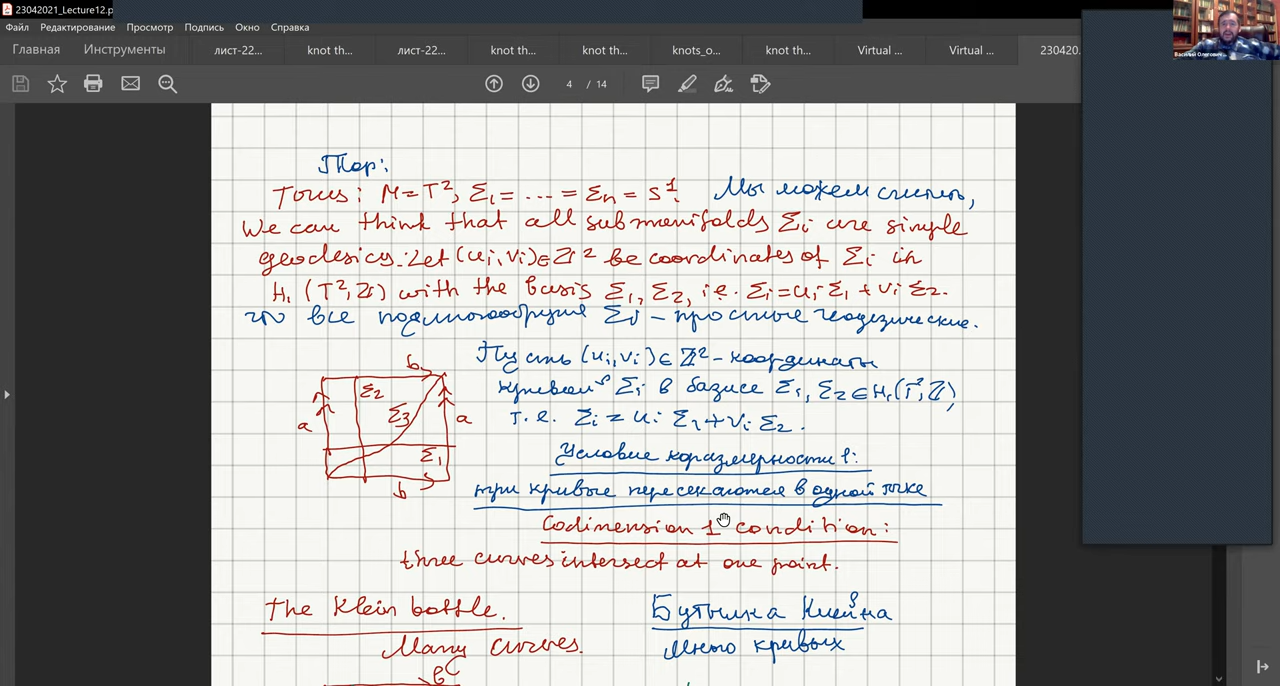 23042021_Lecture12.p
Файл Редактирование Просмотр Подпись Окно Справка
Главная Инструменты лист-22... knot th... лист-22... knot th... knot th... knots_o... knot th... Virtual ... Virtual ... 230420.
4 / 14
Тор:
Torus: M=T², Σ₁=...=Σn=S¹. Мы можем считать,
We can think that all submanifolds Σi are simple
geodesics. Let (ui,vi)∈ℤ² be coordinates of Σi in
H₁(T²,ℤ) with the basis Σ₁, Σ₂, i.e. Σi=uiΣ₁+viΣ₂.
что все подмногообразия Σi - простые геодезические.
Пусть (ui,vi)∈ℤ² - координаты
кривой Σi в базисе Σ₁, Σ₂∈H₁(T²,ℤ),
т.е. Σi = ui Σ₁+vi Σ₂.
b
Σ₂
Σ₃
a
a
Σ₁
b
Условие коразмерности 1:
три кривые пересекаются в одной точке
Codimension 1 condition:
three curves intersect at one point.
The Klein bottle. Бутылка Клейна
Many curves. Много кривых
b